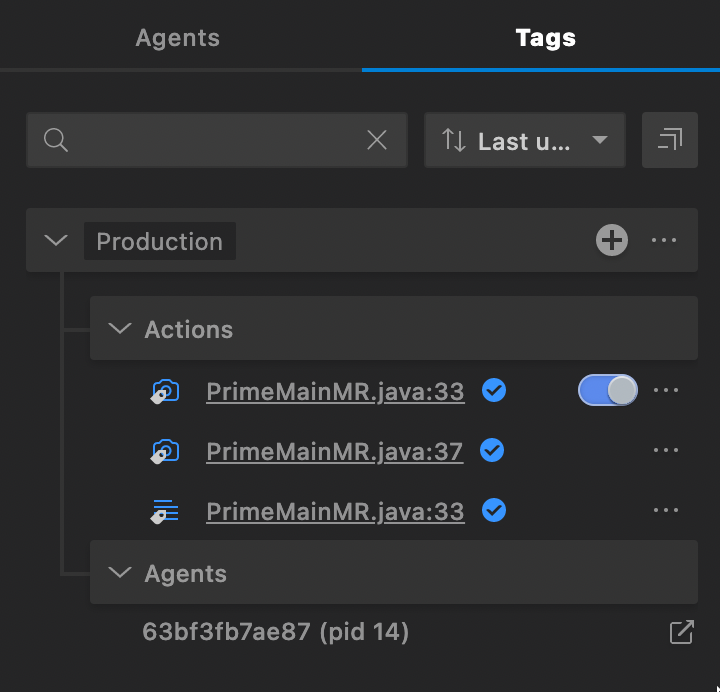 Agents Tags
Last u...
Production
Actions
PrimeMainMR.java:33
PrimeMainMR.java:37
PrimeMainMR.java:33
Agents
63bf3fb7ae87 (pid 14)